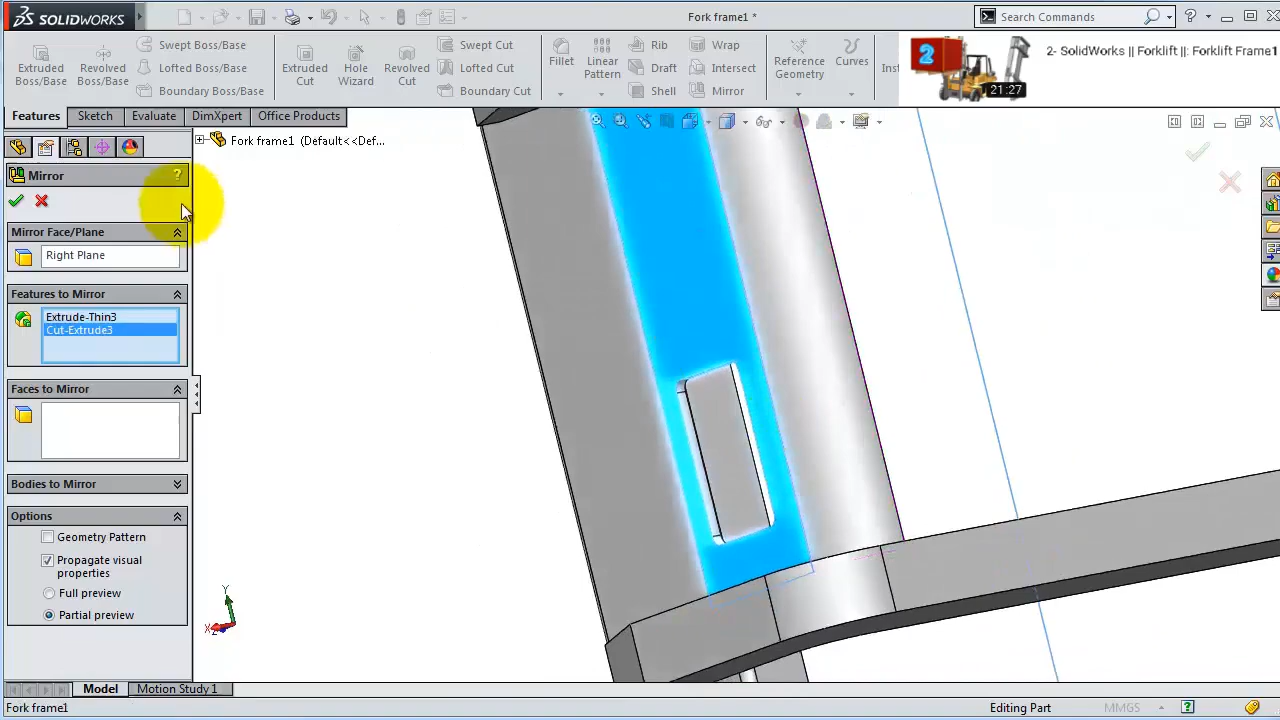 SOLIDWORKS
Fork frame1 *
Search Commands
?
2
21:27
2- SolidWorks || Forklift ||: Forklift Frame1
Extruded Boss/Base
Revolved Boss/Base
Swept Boss/Base
Lofted Boss/Base
Boundary Boss/Base
Extruded Cut
Hole Wizard
Revolved Cut
Swept Cut
Lofted Cut
Boundary Cut
Fillet
Linear Pattern
Rib
Draft
Shell
Wrap
Intersect
Mirror
Reference Geometry
Curves
Inst
Features
Sketch
Evaluate
DimXpert
Office Products
Fork frame1 (Default<<Def...
Mirror
?
Mirror Face/Plane
Right Plane
Features to Mirror
Extrude-Thin3
Cut-Extrude3
Faces to Mirror
Bodies to Mirror
Options
Geometry Pattern
Propagate visual
properties
Full preview
Partial preview
Y
X
Z
Model
Motion Study 1
Fork frame1
Editing Part
MMGS
?